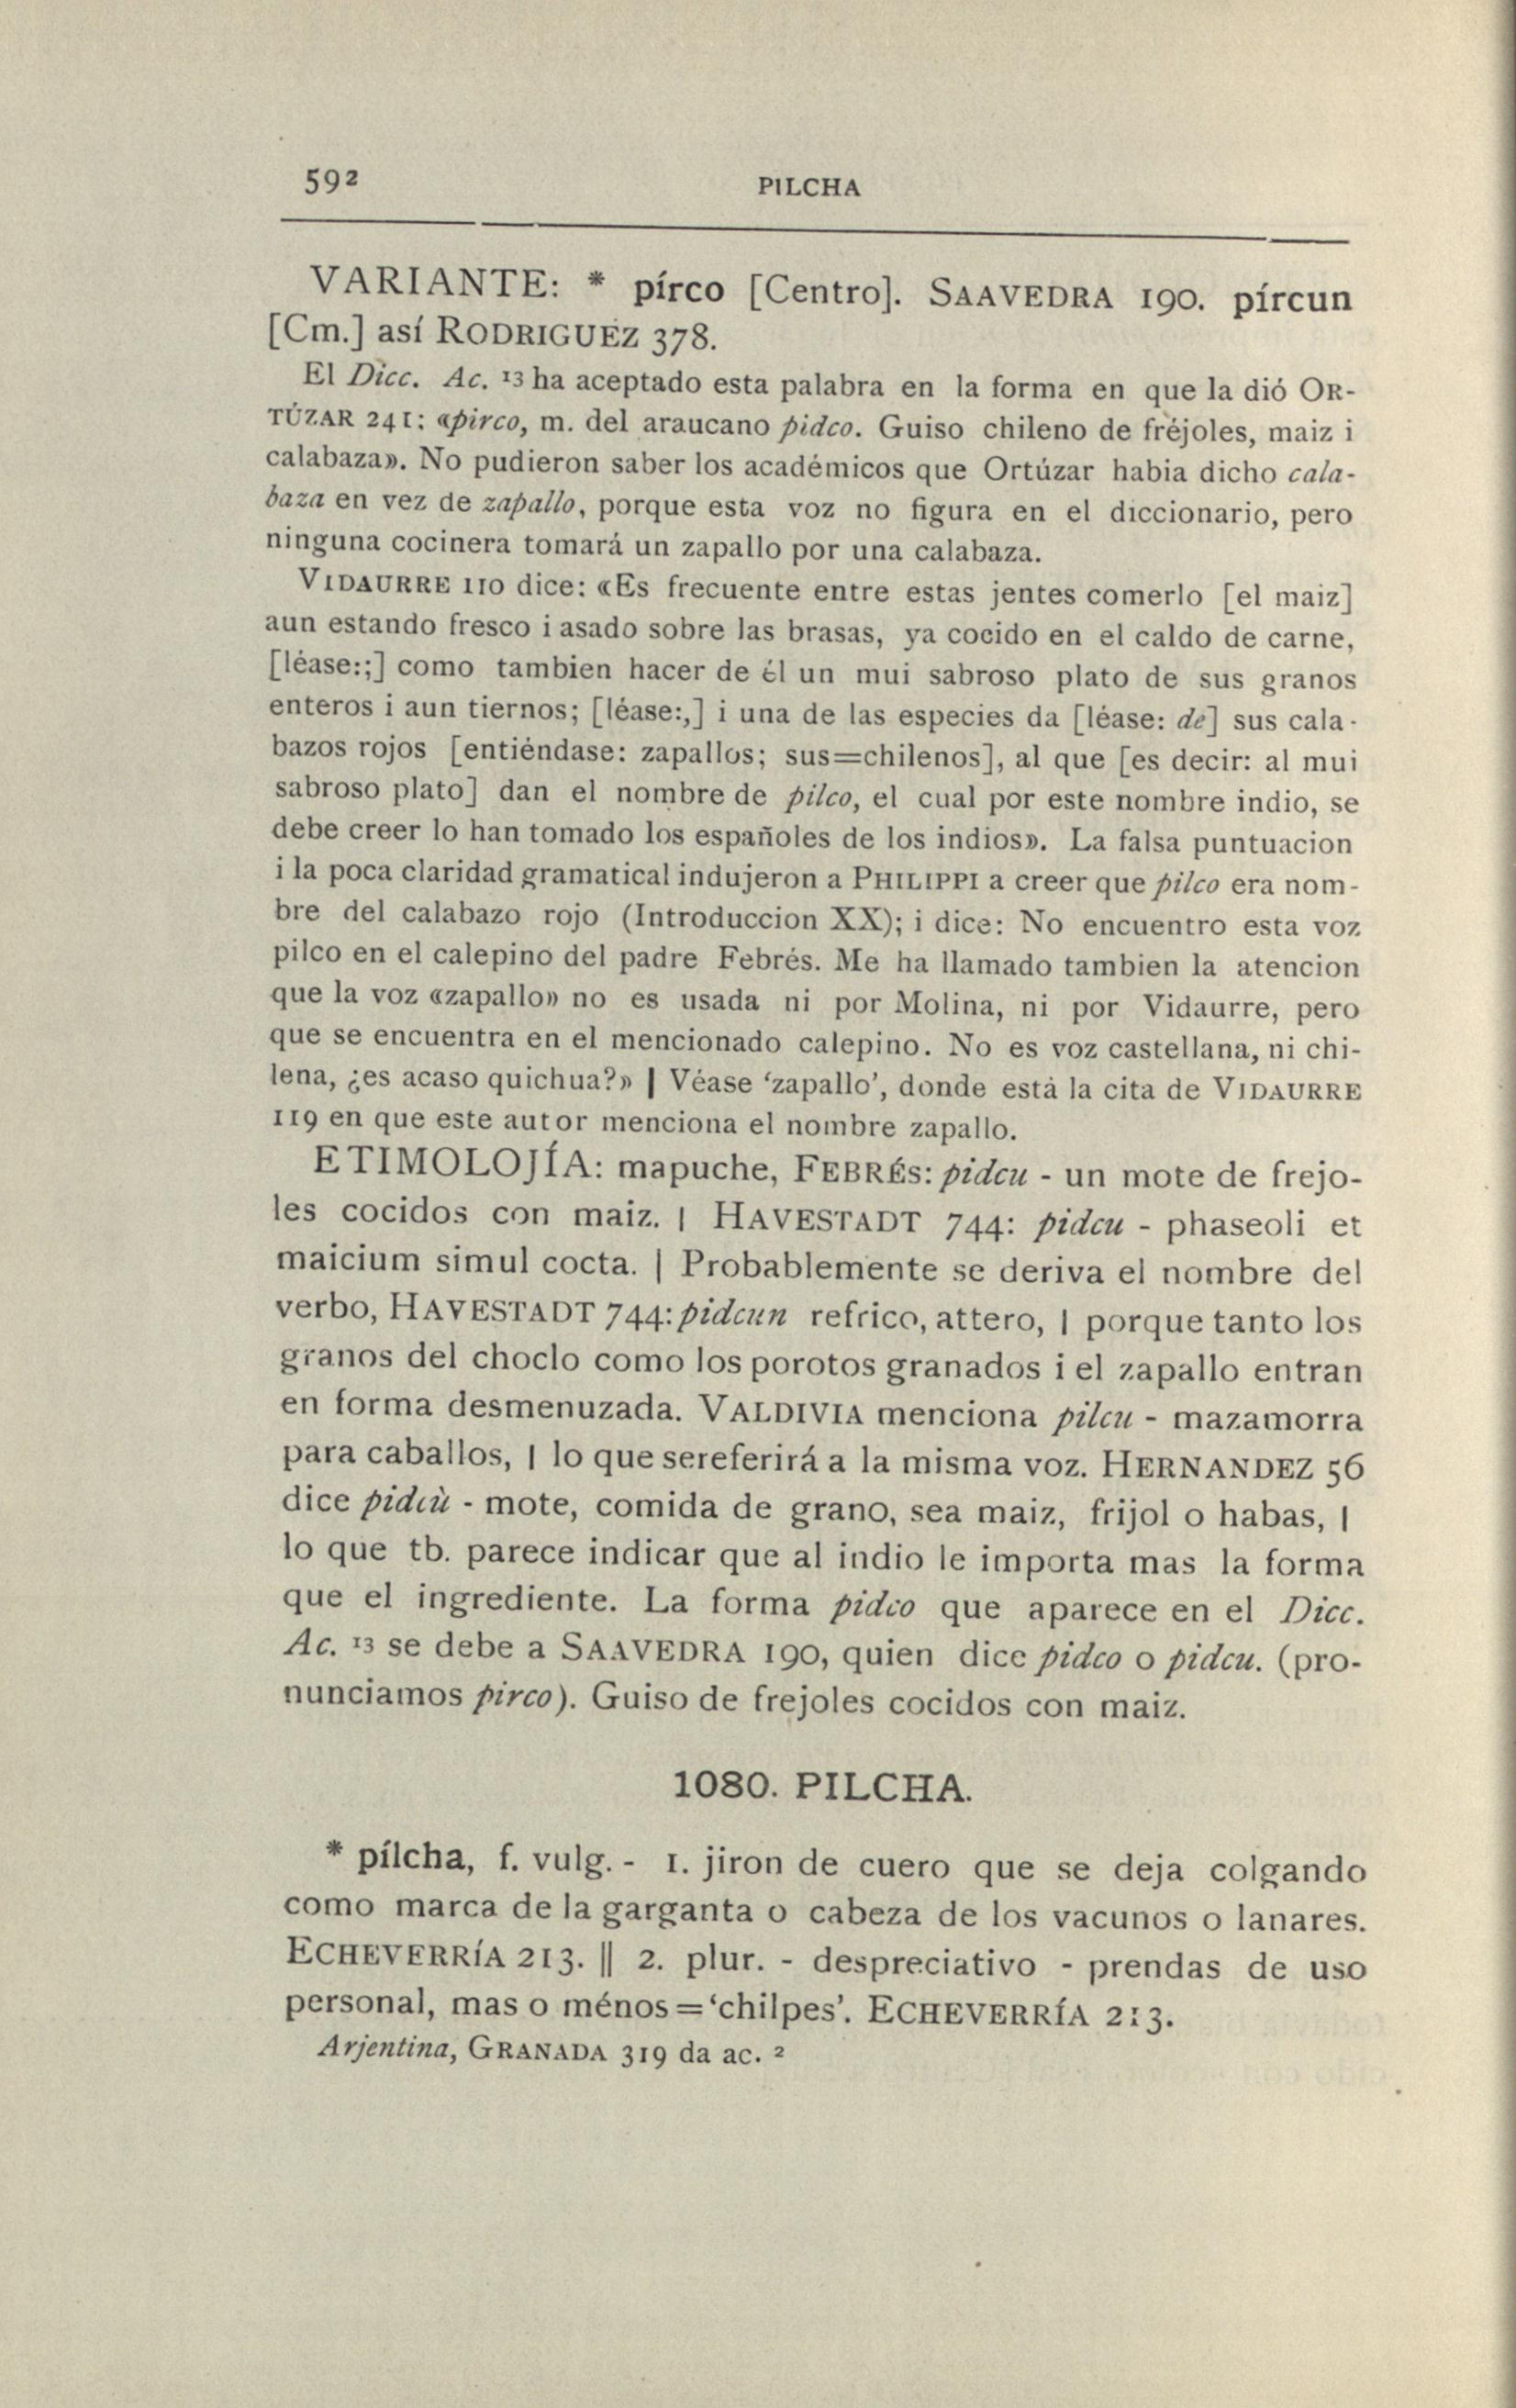 592
PILCHA
VARIANTE: * pírco [Centro]. SAAVEDRA 190. pírcun
[Cm.] así RODRIGUEZ 378.
El Dicc. Ac. 13 ha aceptado esta palabra en la forma en que la dió OR-
TÚZAR 241: «pirco, m. del araucano pidco. Guiso chileno de fréjoles, maiz i
calabaza». No pudieron saber los académicos que Ortúzar habia dicho cala-
baza en vez de zapallo, porque esta voz no figura en el diccionario, pero
ninguna cocinera tomará un zapallo por una calabaza.
VIDAURRE 110 dice: «Es frecuente entre estas jentes comerlo [el maiz]
aun estando fresco i asado sobre las brasas, ya cocido en el caldo de carne,
[léase:;] como tambien hacer de él un mui sabroso plato de sus granos
enteros i aun tiernos; [léase:,] i una de las especies da [léase: de] sus cala-
bazos rojos [entiéndase: zapallos; sus=chilenos], al que [es decir: al mui
sabroso plato] dan el nombre de pilco, el cual por este nombre indio, se
debe creer lo han tomado los españoles de los indios». La falsa puntuacion
i la poca claridad gramatical indujeron a PHILIPPI a creer que pilco era nom-
bre del calabazo rojo (Introduccion XX); i dice: No encuentro esta voz
pilco en el calepino del padre Febrés. Me ha llamado tambien la atencion
que la voz «zapallo» no es usada ni por Molina, ni por Vidaurre, pero
que se encuentra en el mencionado calepino. No es voz castellana, ni chi-
lena, ¿es acaso quichua?» | Véase ‘zapallo’, donde está la cita de VIDAURRE
119 en que este autor menciona el nombre zapallo.
ETIMOLOJÍA: mapuche, FEBRÉS: pidcu - un mote de frejo-
les cocidos con maiz. | HAVESTADT 744: pidcu - phaseoli et
maicium simul cocta. | Probablemente se deriva el nombre del
verbo, HAVESTADT 744: pidcun refrico, attero, | porque tanto los
granos del choclo como los porotos granados i el zapallo entran
en forma desmenuzada. VALDIVIA menciona pilcu - mazamorra
para caballos, | lo que sereferirá a la misma voz. HERNANDEZ 56
dice pidcù - mote, comida de grano, sea maiz, frijol o habas, |
lo que tb. parece indicar que al indio le importa mas la forma
que el ingrediente. La forma pidco que aparece en el Dicc.
Ac. 13 se debe a SAAVEDRA 190, quien dice pidco o pidcu. (pro-
nunciamos pirco). Guiso de frejoles cocidos con maiz.
1080. PILCHA.
* pílcha, f. vulg. - 1. jiron de cuero que se deja colgando
como marca de la garganta o cabeza de los vacunos o lanares.
ECHEVERRÍA 213. || 2. plur. - despreciativo - prendas de uso
personal, mas o ménos = ‘chilpes’. ECHEVERRÍA 213.
Arjentina, GRANADA 319 da ac. 2